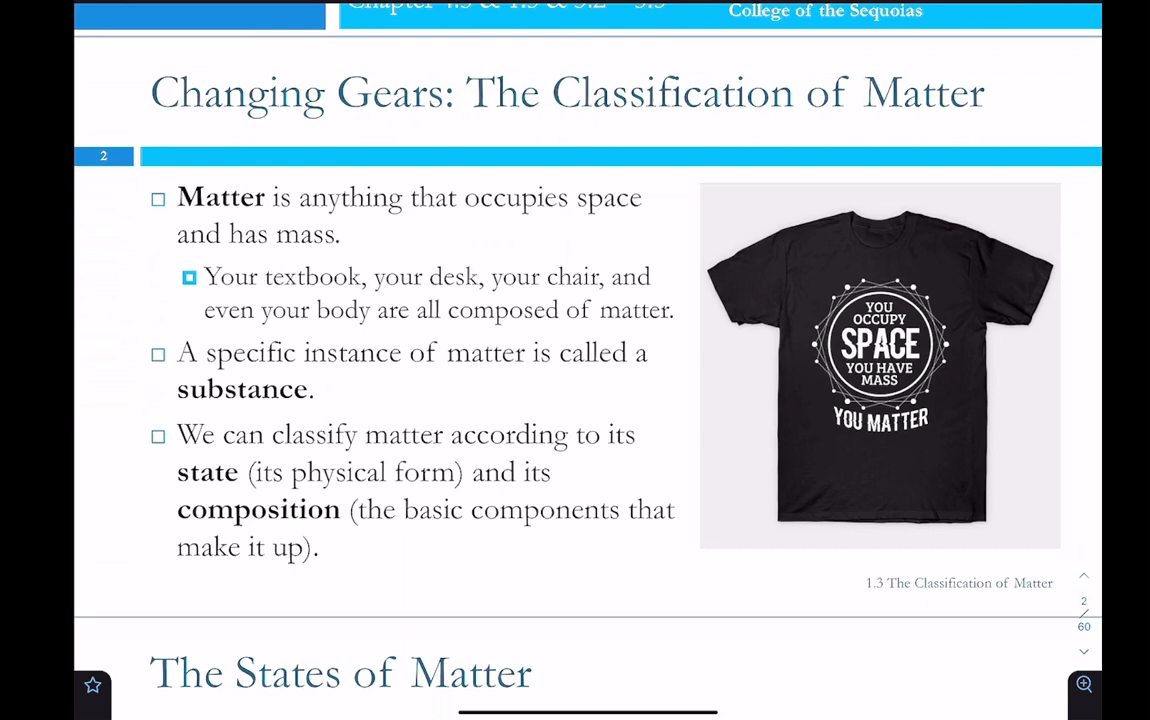 College of the Sequoias
Changing Gears: The Classification of Matter
2
Matter is anything that occupies space
and has mass.
Your textbook, your desk, your chair, and
even your body are all composed of matter.
A specific instance of matter is called a
substance.
We can classify matter according to its
state (its physical form) and its
composition (the basic components that
make it up).
YOU
OCCUPY
SPACE
YOU HAVE
MASS
YOU MATTER
1.3 The Classification of Matter
2
/
60
The States of Matter